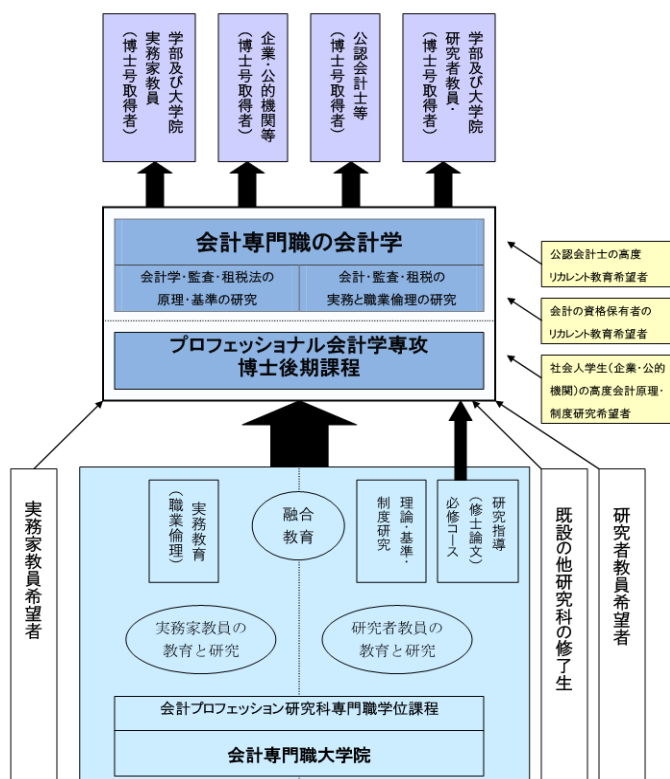 学部及び大学院
実務家教員
（博士号取得者）
企業・公的機関等
（博士号取得者）
公認会計士等
（博士号取得者）
学部及び大学院
研究者教員・
（博士号取得者）
会計専門職の会計学
会計学・監査・租税法の
原理・基準の研究
会計・監査・租税の
実務と職業倫理の研究
プロフェッショナル会計学専攻
博士後期課程
公認会計士の高度
リカレント教育希望者
会計の資格保有者の
リカレント教育希望者
社会人学生（企業・公的
機関）の高度会計原理・
制度研究希望者
実務家教員希望者
実務教育
（職業倫理）
融合
教育
理論・基準・
制度研究
研究指導
（修士論文）
必修コース
実務家教員の
教育と研究
研究者教員の
教育と研究
会計プロフェッション研究科専門職学位課程
会計専門職大学院
既設の他研究科の修了生
研究者教員希望者